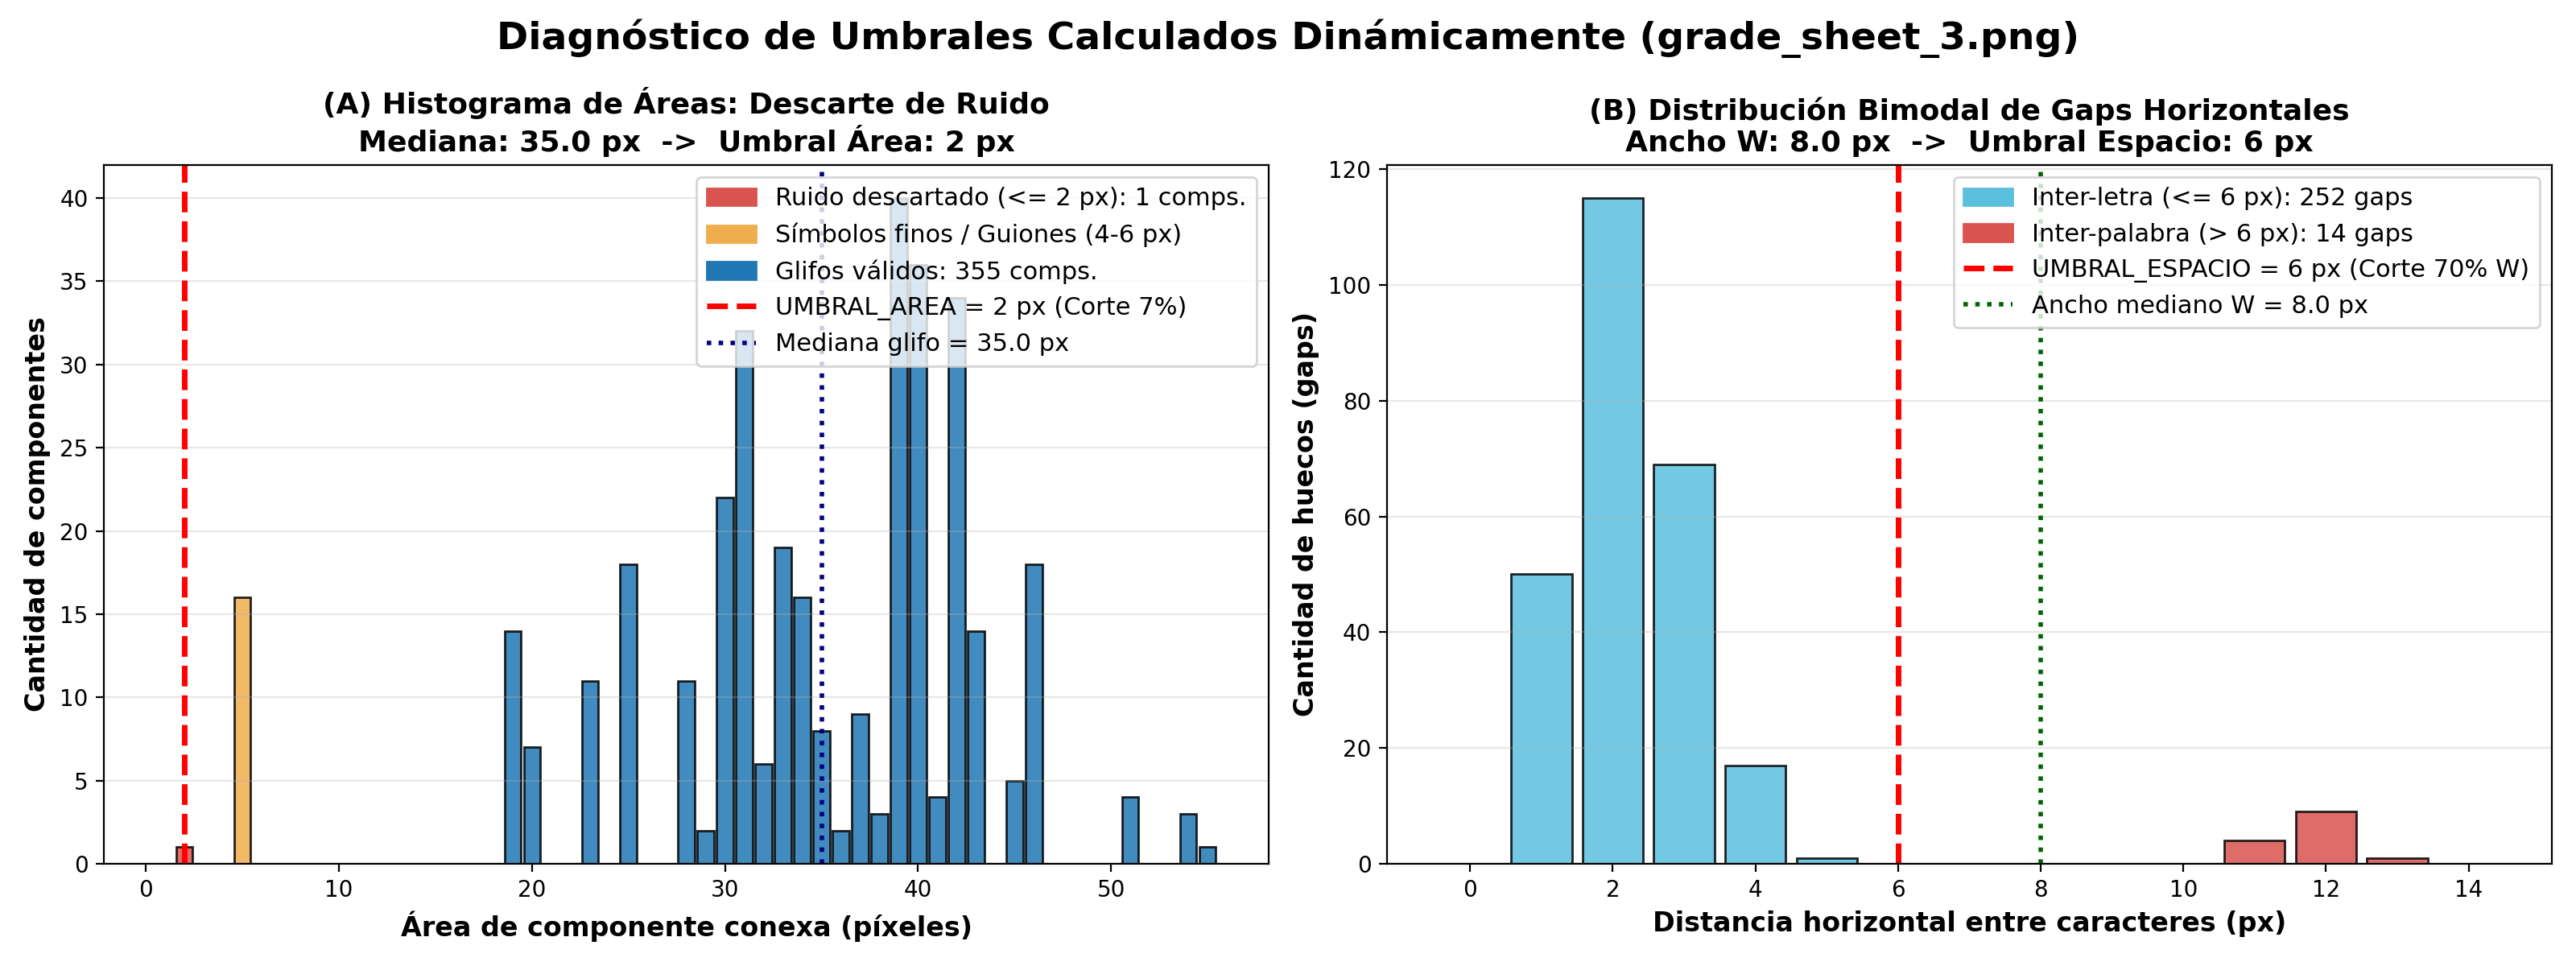 Diagnóstico de Umbrales Calculados Dinámicamente (grade_sheet_3.png)
(A) Histograma de Áreas: Descarte de Ruido
Mediana: 35.0 px -> Umbral Área: 2 px
Ruido descartado (<= 2 px): 1 comps.
Símbolos finos / Guiones (4-6 px)
Glifos válidos: 355 comps.
UMBRAL_AREA = 2 px (Corte 7%)
Mediana glifo = 35.0 px
Cantidad de componentes
40
35
30
25
20
15
10
5
0
0 10 20 30 40 50
Área de componente conexa (píxeles)
(B) Distribución Bimodal de Gaps Horizontales
Ancho W: 8.0 px -> Umbral Espacio: 6 px
Inter-letra (<= 6 px): 252 gaps
Inter-palabra (> 6 px): 14 gaps
UMBRAL_ESPACIO = 6 px (Corte 70% W)
Ancho mediano W = 8.0 px
Cantidad de huecos (gaps)
120
100
80
60
40
20
0
0 2 4 6 8 10 12 14
Distancia horizontal entre caracteres (px)